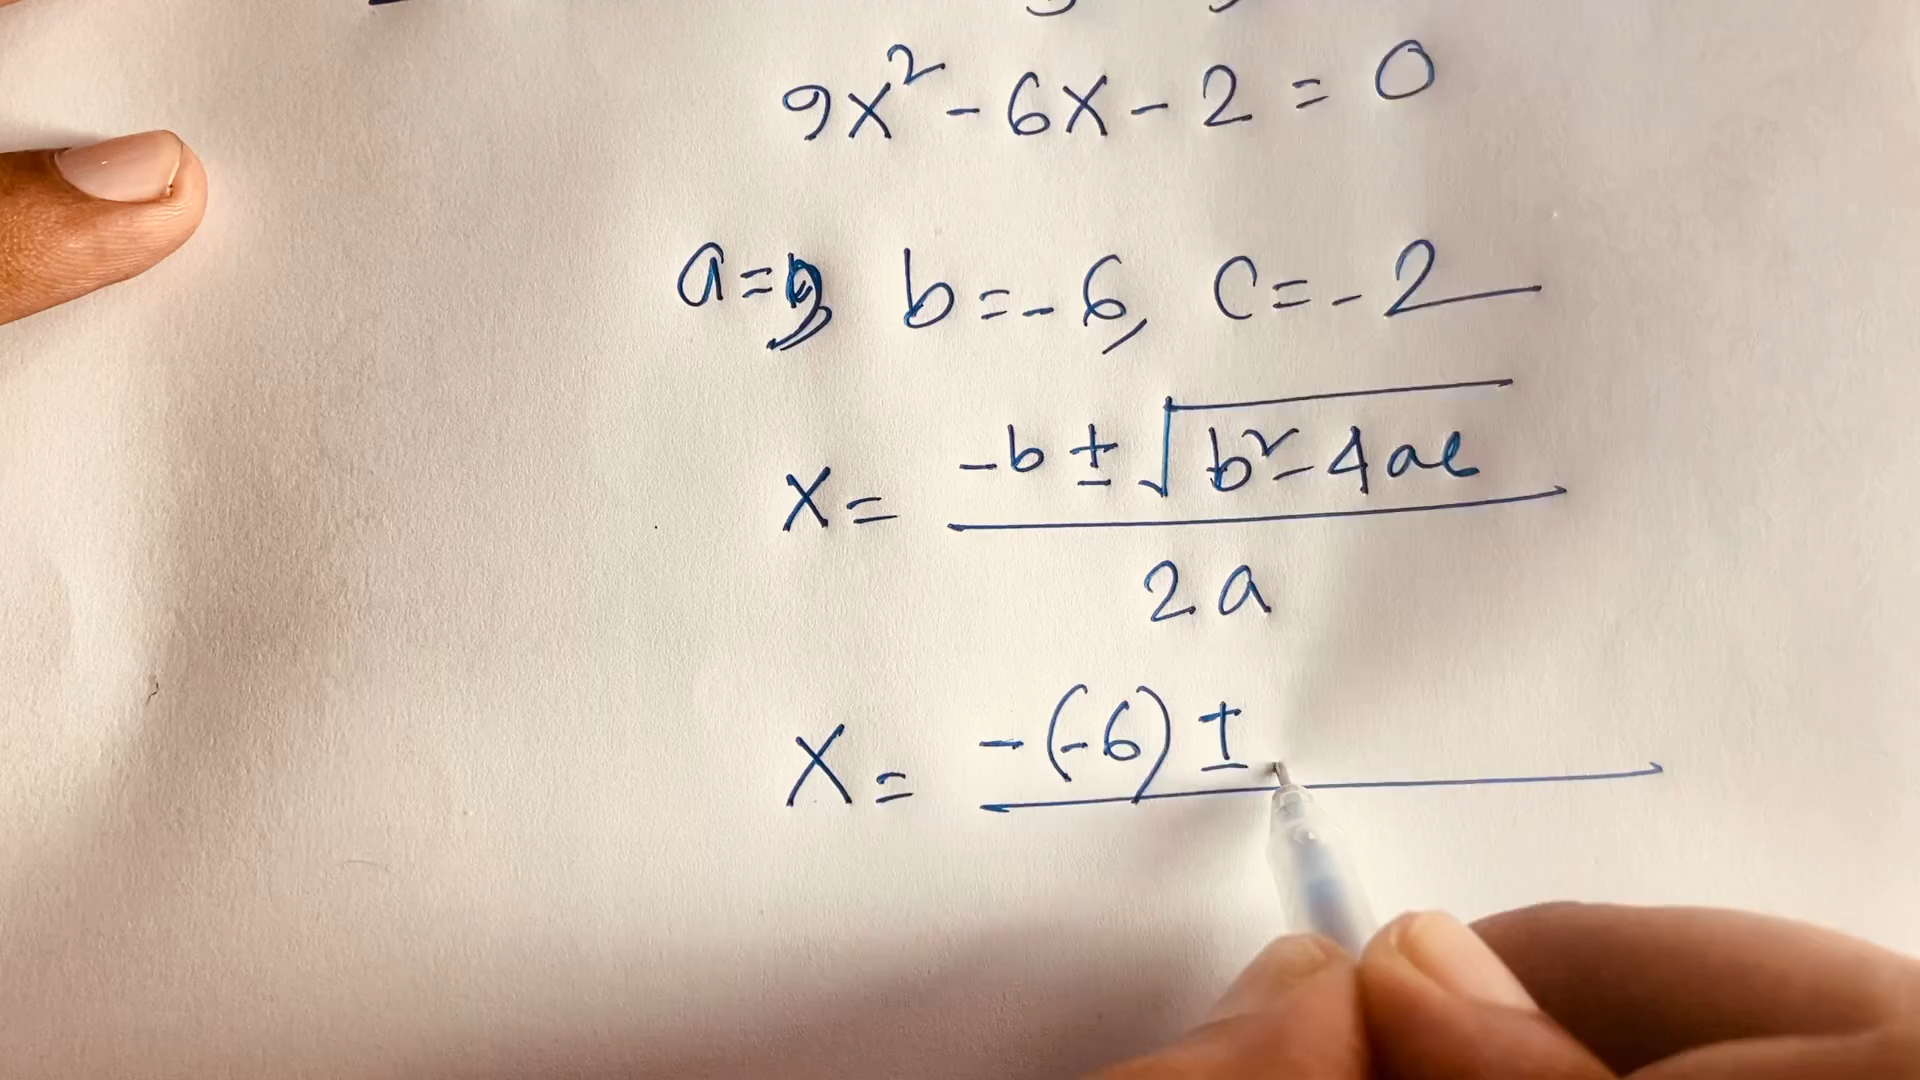 9x² - 6x - 2 = 0
a = 9, b = -6, c = -2
x = -b ± √b² - 4ac / 2a
x = -(-6) ±